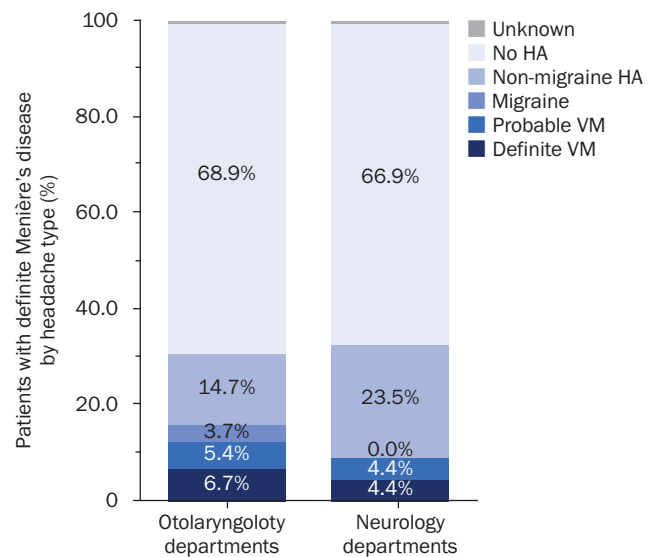 Patients with definite Menière's disease
by headache type (%)
100
80.0
60.0
40.0
20.0
0
68.9%
14.7%
3.7%
5.4%
6.7%
66.9%
23.5%
0.0%
4.4%
4.4%
Otolaryngoloty
departments
Neurology
departments
Unknown
No HA
Non-migraine HA
Migraine
Probable VM
Definite VM